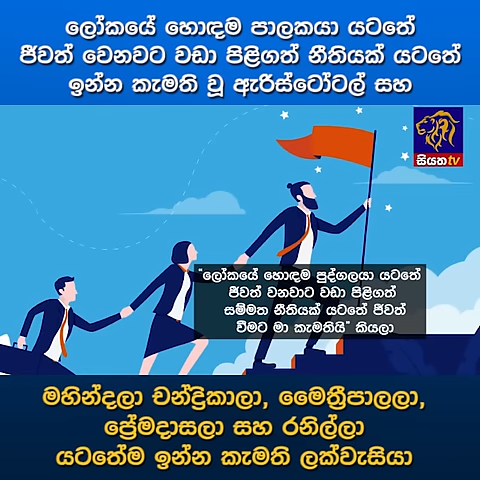 ලෝකයේ හොඳම පාලකයා යටතේ
ජීවත් වෙනවට වඩා පිළිගත් නීතියක් යටතේ
ඉන්න කැමති වූ ඇරිස්ටෝටල් සහ
සියත tv
"ලෝකයේ හොඳම පුද්ගලයා යටතේ
ජීවත් වනවාට වඩා පිළිගත්
සම්මත නීතියක් යටතේ ජීවත්
වීමට මා කැමතියි" කියලා
මහින්දලා චන්ද්‍රිකාලා, මෛත්‍රීපාලලා,
ප්‍රේමදාසලා සහ රනිල්ලා
යටතේම ඉන්න කැමති ලක්වැසියා